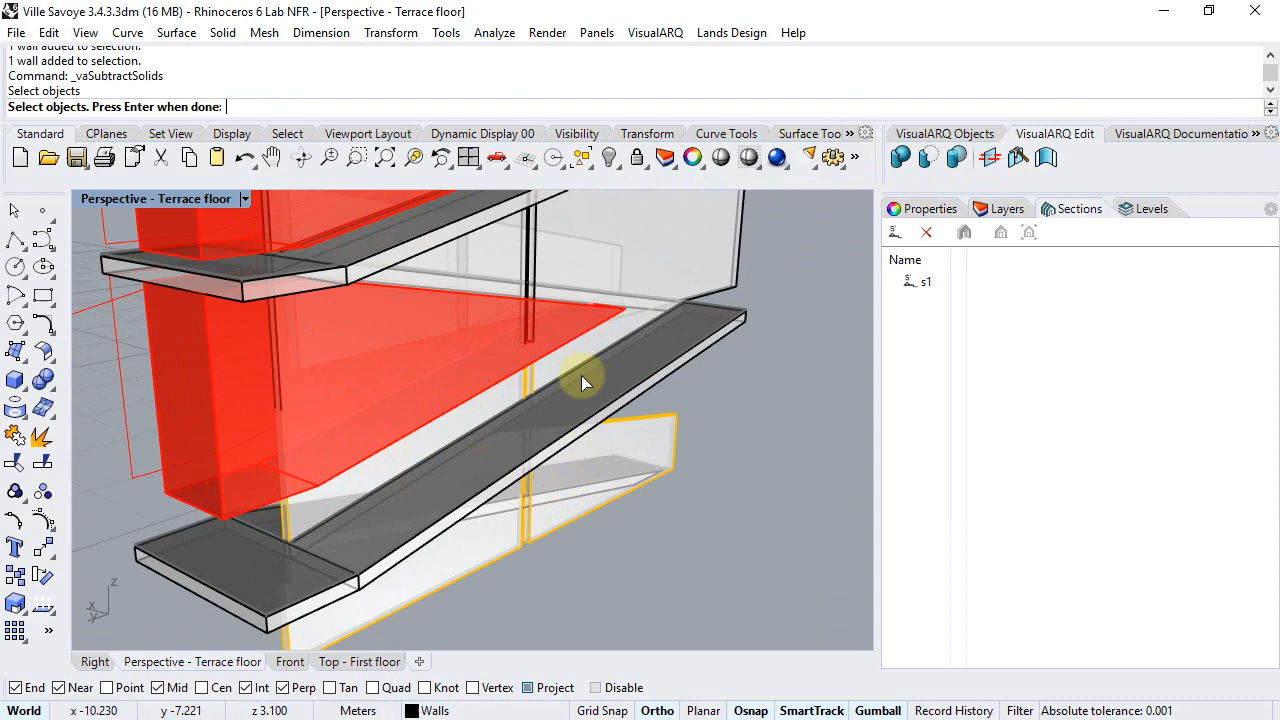 Ville Savoye 3.4.3.3dm (16 MB) - Rhinoceros 6 Lab NFR - [Perspective - Terrace floor]
File Edit View Curve Surface Solid Mesh Dimension Transform Tools Analyze Render Panels VisualARQ Lands Design Help
1 wall added to selection.
1 wall added to selection.
Command: _vaSubtractSolids
Select objects
Select objects. Press Enter when done:
Standard CPlanes Set View Display Select Viewport Layout Dynamic Display 00 Visibility Transform Curve Tools Surface Too » VisualARQ Objects VisualARQ Edit VisualARQ Documentatio »
Perspective - Terrace floor
Properties Layers Sections Levels
Name
s1
z
x
y
Right Perspective - Terrace floor Front Top - First floor
End Near Point Mid Cen Int Perp Tan Quad Knot Vertex Project Disable
World x -10.230 y -7.221 z 3.100 Meters Walls Grid Snap Ortho Planar Osnap SmartTrack Gumball Record History Filter Absolute tolerance: 0.001